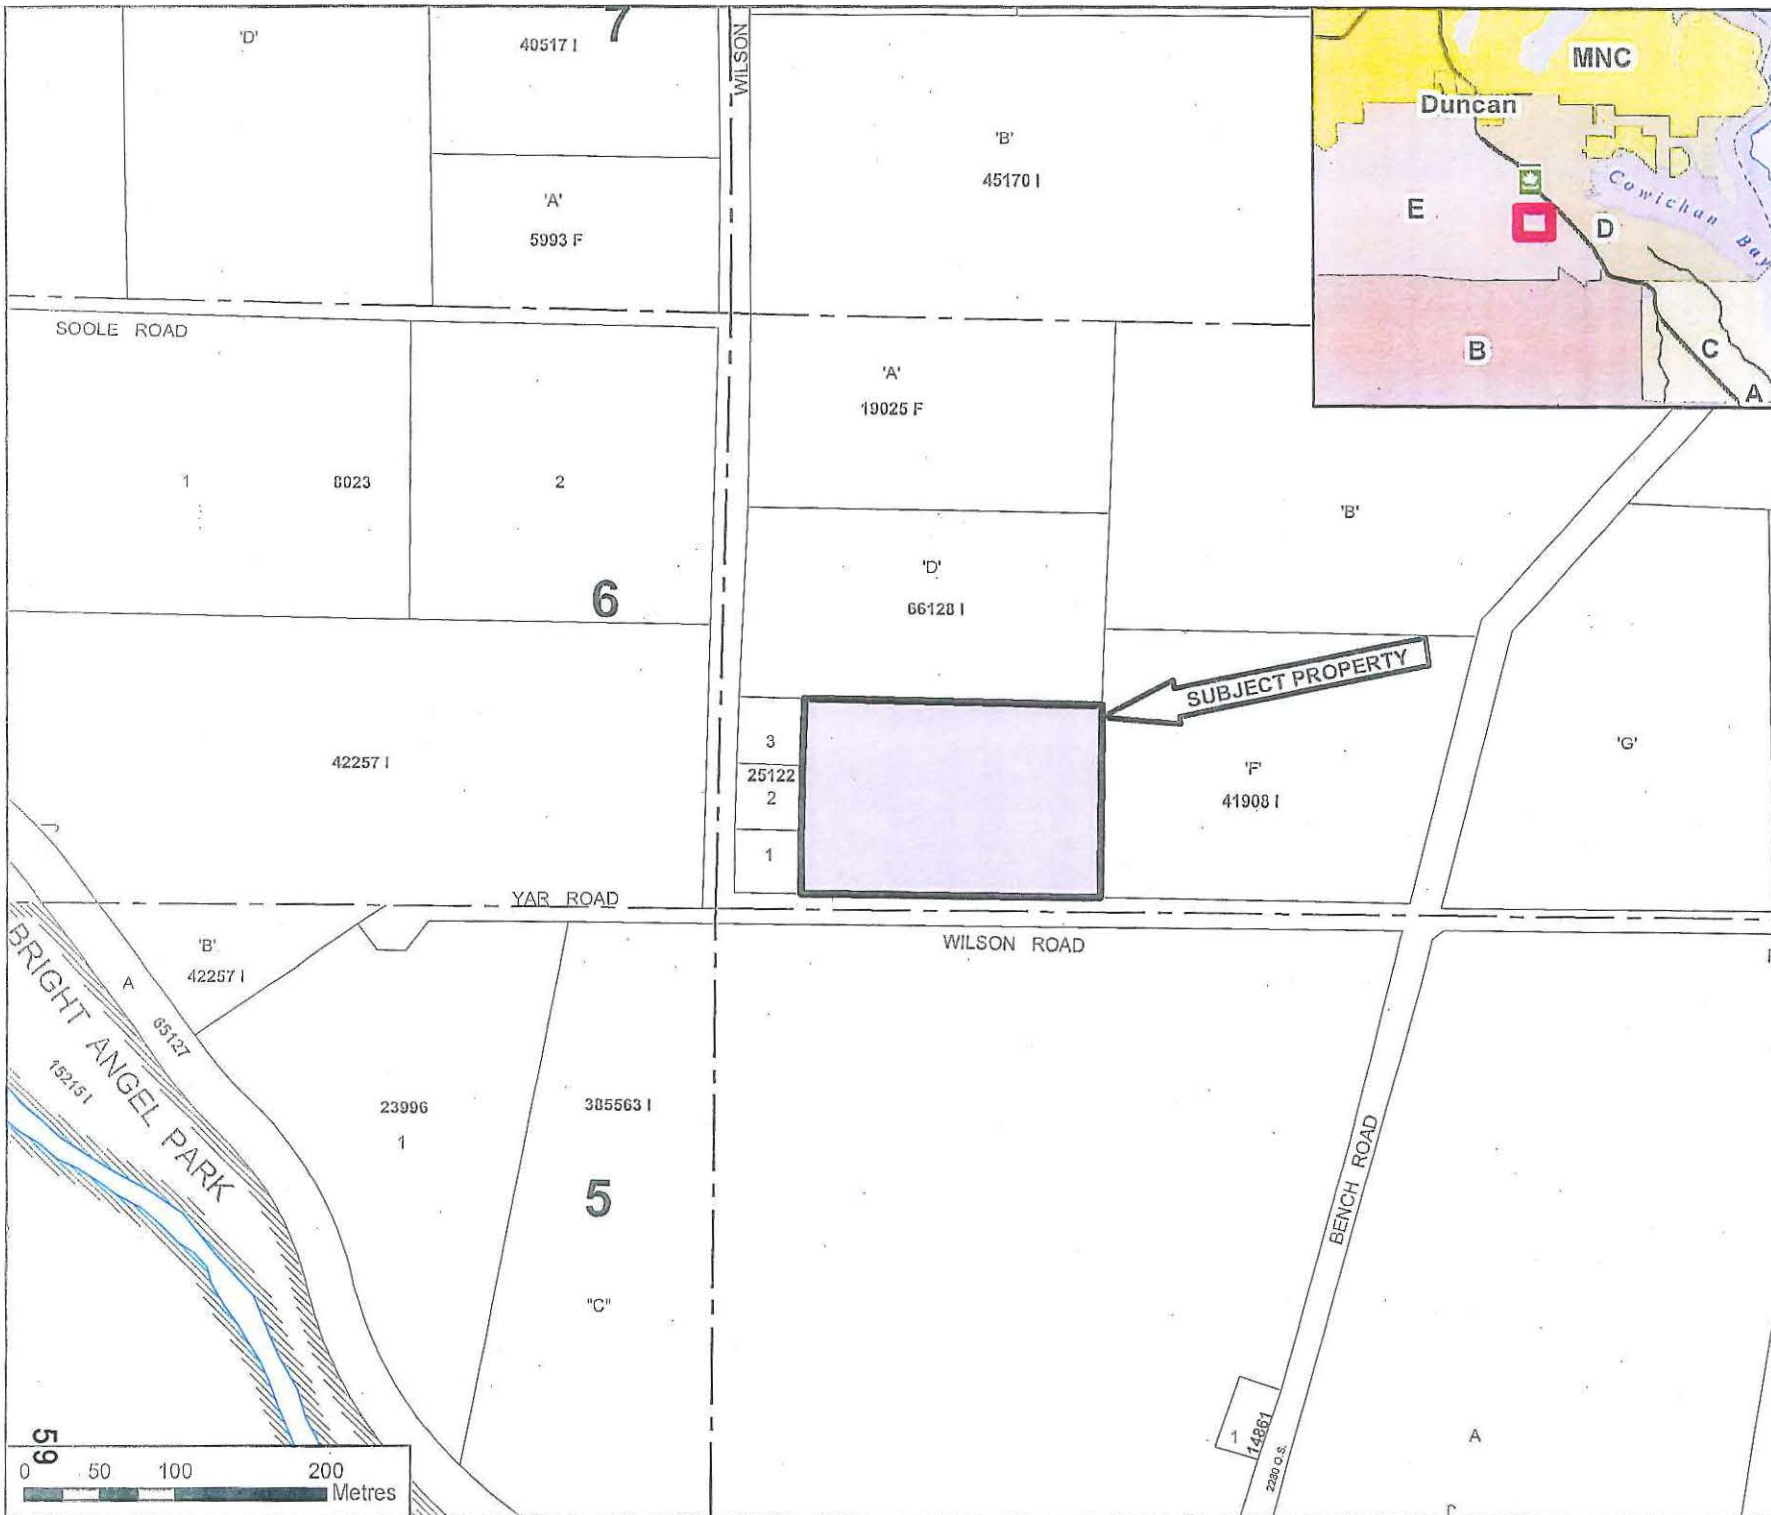 7
'D'
40517 I
WILSON
'B'
45170 I
'A'
5993 F
MNC
Duncan
Cowichan Bay
E
D
B
C
A
SOOLE ROAD
'A'
19025 F
1
8023
2
'B'
6
'D'
66128 I
SUBJECT PROPERTY
3
25122
2
1
42257 I
'F'
41908 I
'G'
YAR ROAD
WILSON ROAD
'B'
42257 I
A
65127
BRIGHT ANGEL PARK
152151
23996
1
385563 I
5
"C"
BENCH ROAD
1
14861
2280 O.S.
A
59
0 50 100 200
Metres